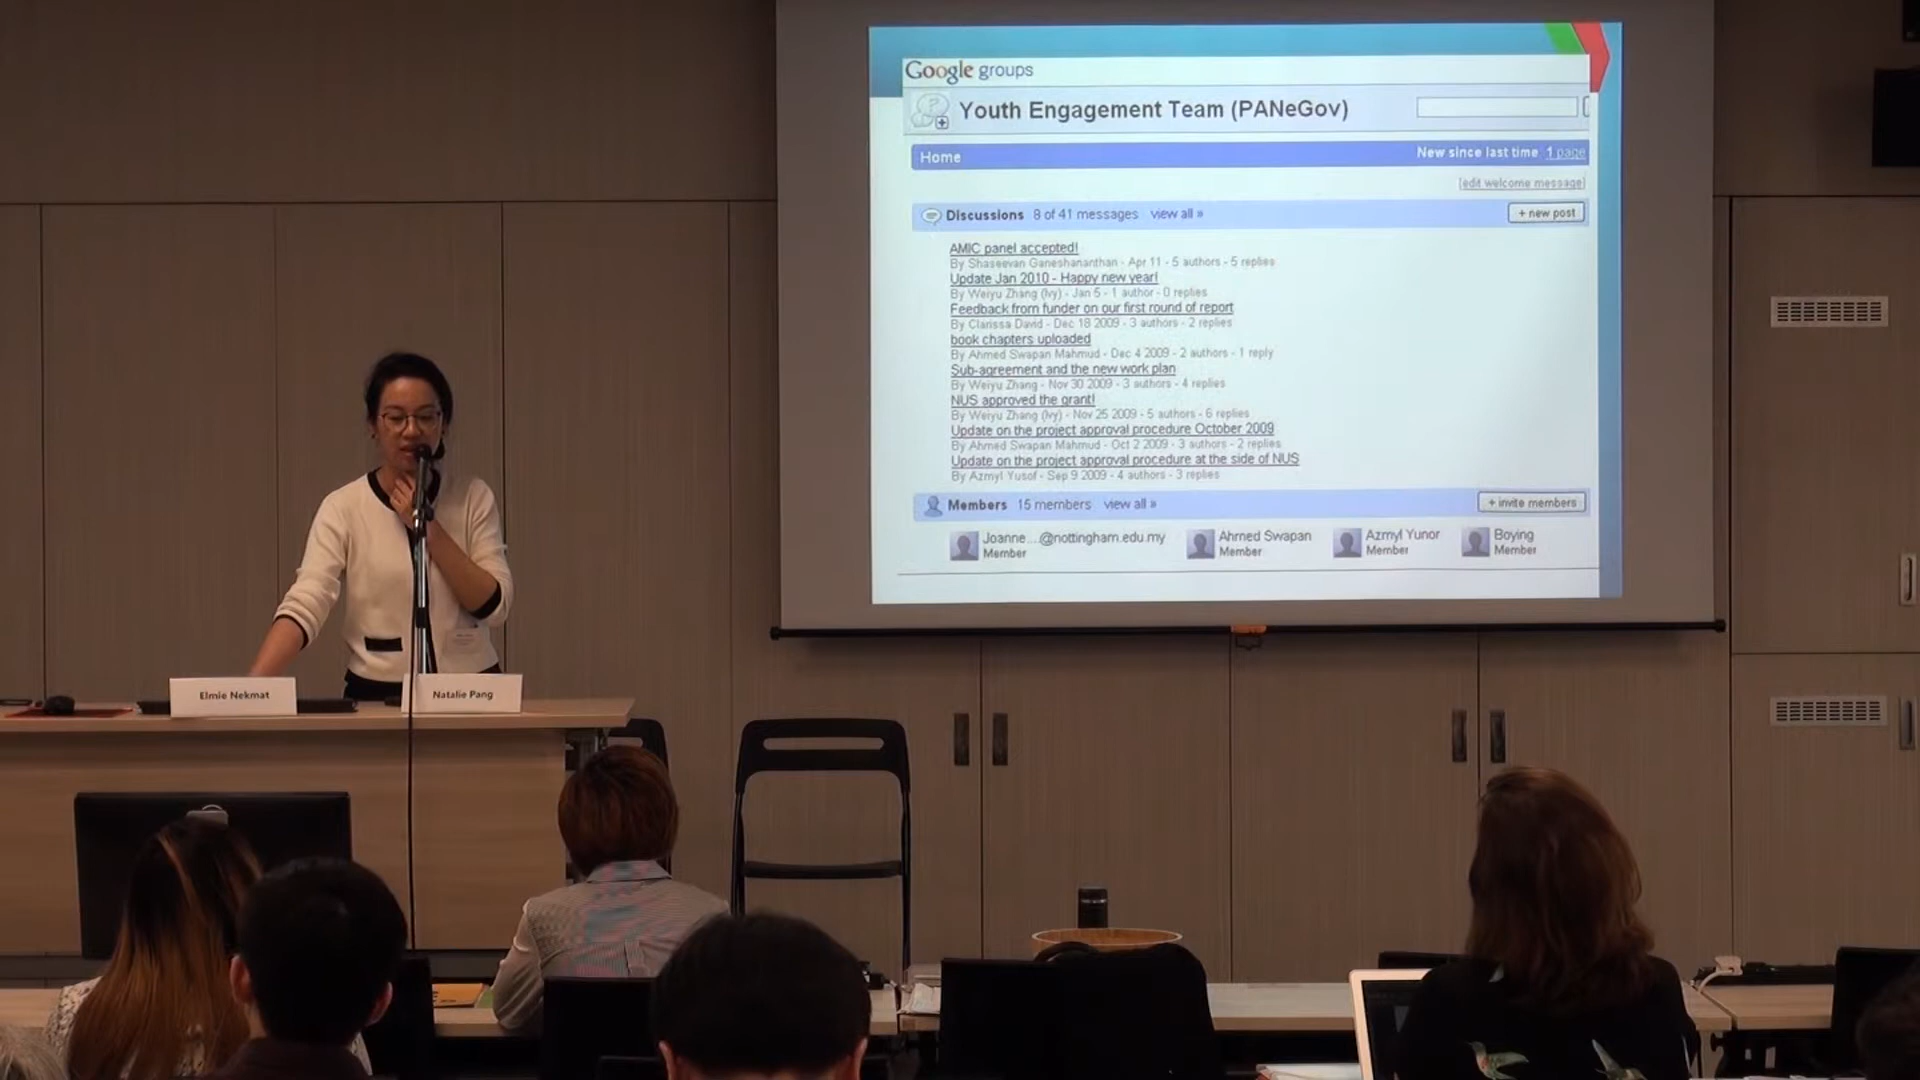 Google groups
Youth Engagement Team (PANeGov)
Home
New since last time 1 page
[edit welcome message]
Discussions 8 of 41 messages view all »
+ new post
AMIC panel accepted!
By Shaseevan Ganeshananthan - Apr 11 - 5 authors - 5 replies
Update Jan 2010 - Happy new year!
By Weiyu Zhang (Ivy) - Jan 5 - 1 author - 0 replies
Feedback from funder on our first round of report
By Clarissa David - Dec 18 2009 - 3 authors - 2 replies
book chapters uploaded
By Ahmed Swapan Mahmud - Dec 4 2009 - 2 authors - 1 reply
Sub-agreement and the new work plan
By Weiyu Zhang - Nov 30 2009 - 3 authors - 4 replies
NUS approved the grant!
By Weiyu Zhang (Ivy) - Nov 25 2009 - 5 authors - 6 replies
Update on the project approval procedure October 2009
By Ahmed Swapan Mahmud - Oct 2 2009 - 3 authors - 2 replies
Update on the project approval procedure at the side of NUS
By Azmyl Yusof - Sep 9 2009 - 4 authors - 3 replies
Members 15 members view all »
+ invite members
Joanne...@nottingham.edu.my
Member
Ahmed Swapan
Member
Azmyl Yunor
Member
Boying
Member
Elmie Nekmat
Natalie Pang